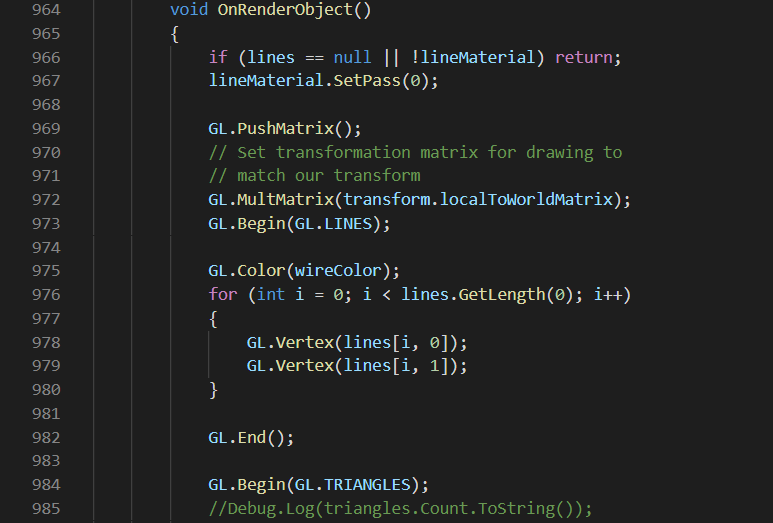 964 void OnRenderObject()
965 {
966 if (lines == null || !lineMaterial) return;
967 lineMaterial.SetPass(0);
968
969 GL.PushMatrix();
970 // Set transformation matrix for drawing to
971 // match our transform
972 GL.MultMatrix(transform.localToWorldMatrix);
973 GL.Begin(GL.LINES);
974
975 GL.Color(wireColor);
976 for (int i = 0; i < lines.GetLength(0); i++)
977 {
978 GL.Vertex(lines[i, 0]);
979 GL.Vertex(lines[i, 1]);
980 }
981
982 GL.End();
983
984 GL.Begin(GL.TRIANGLES);
985 //Debug.Log(triangles.Count.ToString());